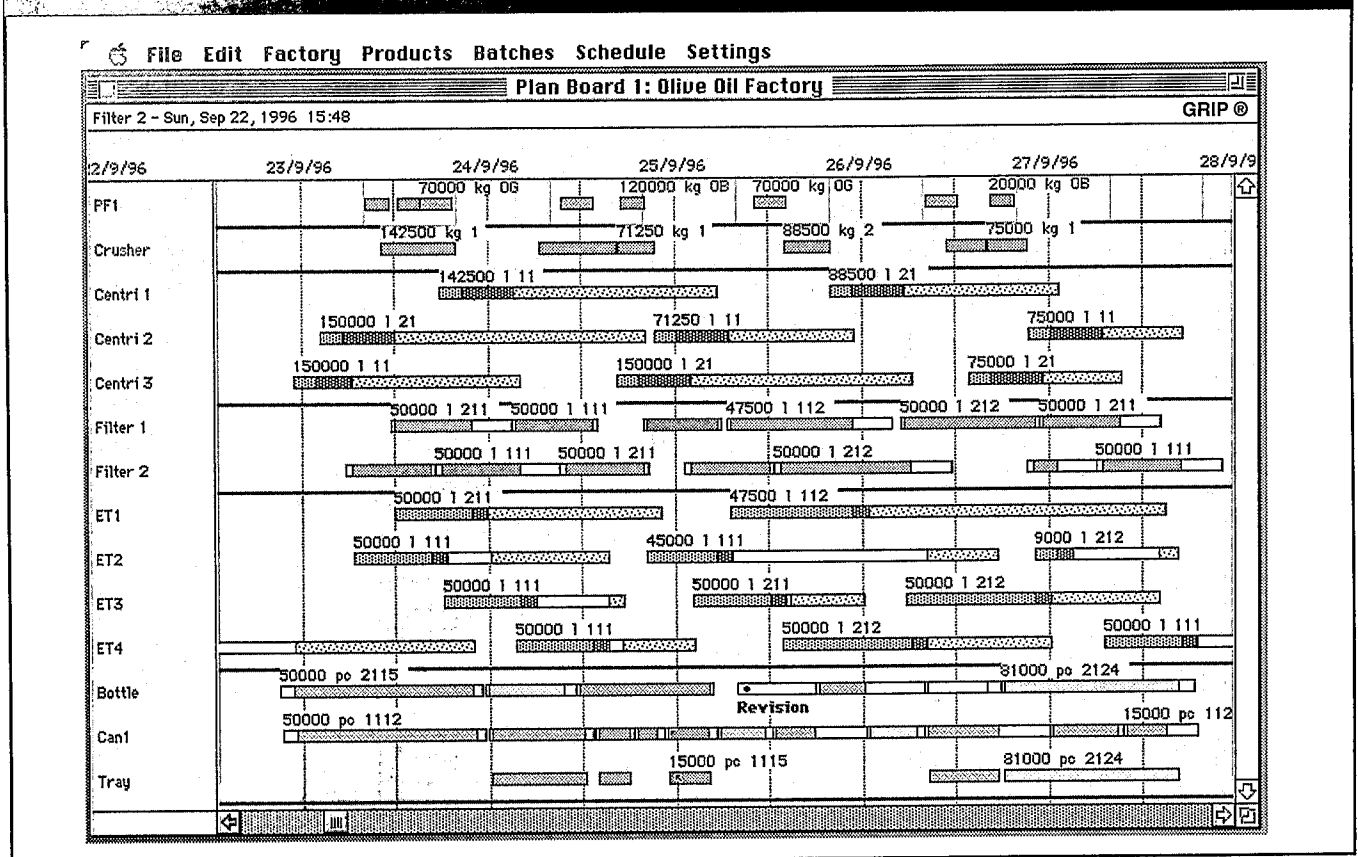 File Edit Factory Products Batches Schedule Settings
Plan Board 1: Olive Oil Factory
Filter 2 - Sun, Sep 22, 1996 15:48 GRIP ®
2/9/96 23/9/96 24/9/96 25/9/96 26/9/96 27/9/96 28/9/9
70000 kg OG 120000 kg OB 70000 kg OG 20000 kg OB
PF1
142500 kg 1 71250 kg 1 88500 kg 2 75000 kg 1
Crusher
142500 1 11 88500 1 21
Centri 1
150000 1 21 71250 1 11 75000 1 11
Centri 2
150000 1 11 150000 1 21 75000 1 21
Centri 3
50000 1 211 50000 1 111 47500 1 112 50000 1 212 50000 1 211
Filter 1
50000 1 111 50000 1 211 50000 1 212 50000 1 111
Filter 2
50000 1 211 47500 1 112
ET1
50000 1 111 45000 1 111 9000 1 212
ET2
50000 1 111 50000 1 211 50000 1 212
ET3
50000 1 111 50000 1 212 50000 1 111
ET4
50000 pc 2115 81000 pc 2124
Bottle
Revision
50000 pc 1112 15000 pc 112
Can1
15000 pc 1115 81000 pc 2124
Tray